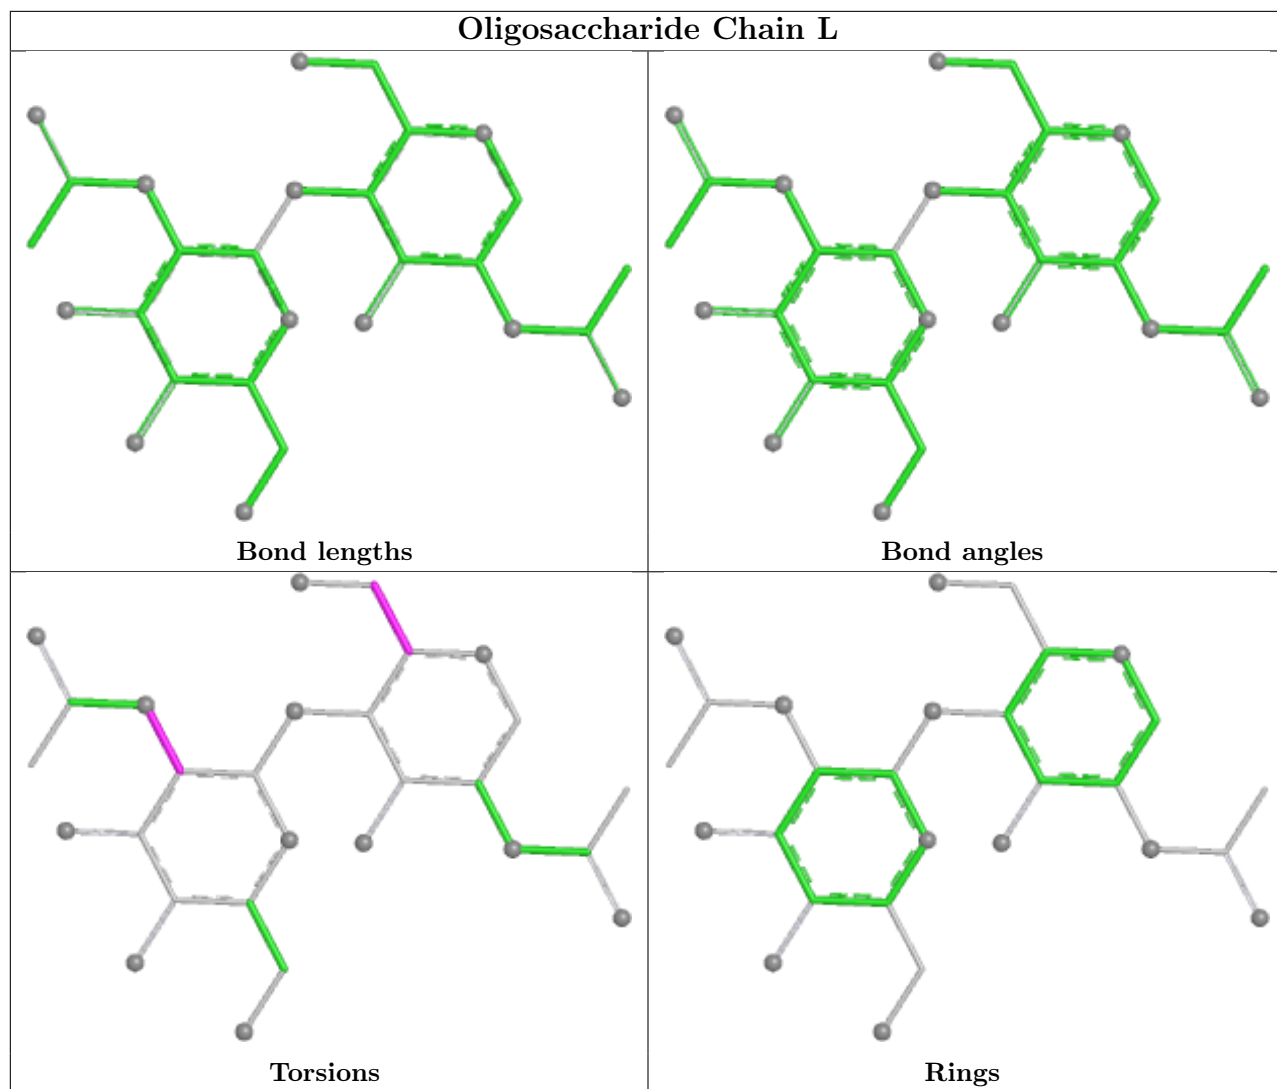 Oligosaccharide Chain L
Bond lengths
Bond angles
Torsions
Rings